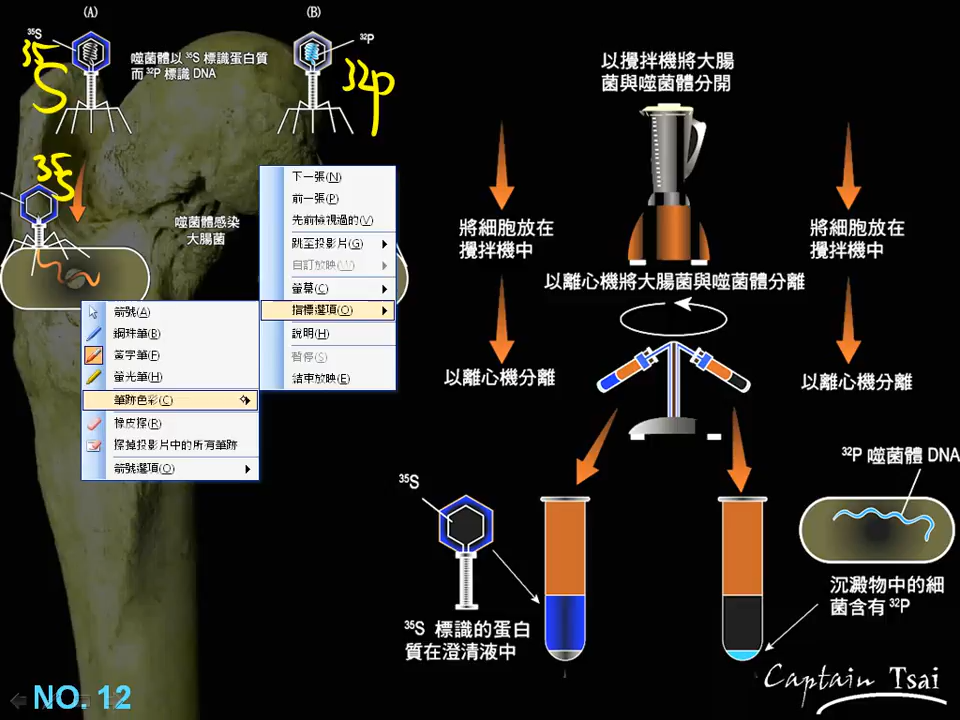 (A)
(B)
35S
35S
噬菌體以 35S 標識蛋白質
而 32P 標識 DNA
32P
32P
35S
噬菌體感染
大腸菌
下一張(N)
前一張(P)
先前檢視過的(V)
跳至投影片(G)
自訂放映(W)
螢幕(C)
指標選項(O)
說明(H)
暫停(S)
結束放映(E)
箭號(A)
鋼珠筆(B)
簽字筆(F)
螢光筆(H)
筆跡色彩(C)
橡皮擦(R)
擦掉投影片中的所有筆跡
箭號選項(O)
以攪拌機將大腸
菌與噬菌體分開
將細胞放在
攪拌機中
將細胞放在
攪拌機中
以離心機將大腸菌與噬菌體分離
以離心機分離
以離心機分離
35S
32P 噬菌體 DNA
35S 標識的蛋白
質在澄清液中
沉澱物中的細
菌含有 32P
NO. 12
Captain Tsai